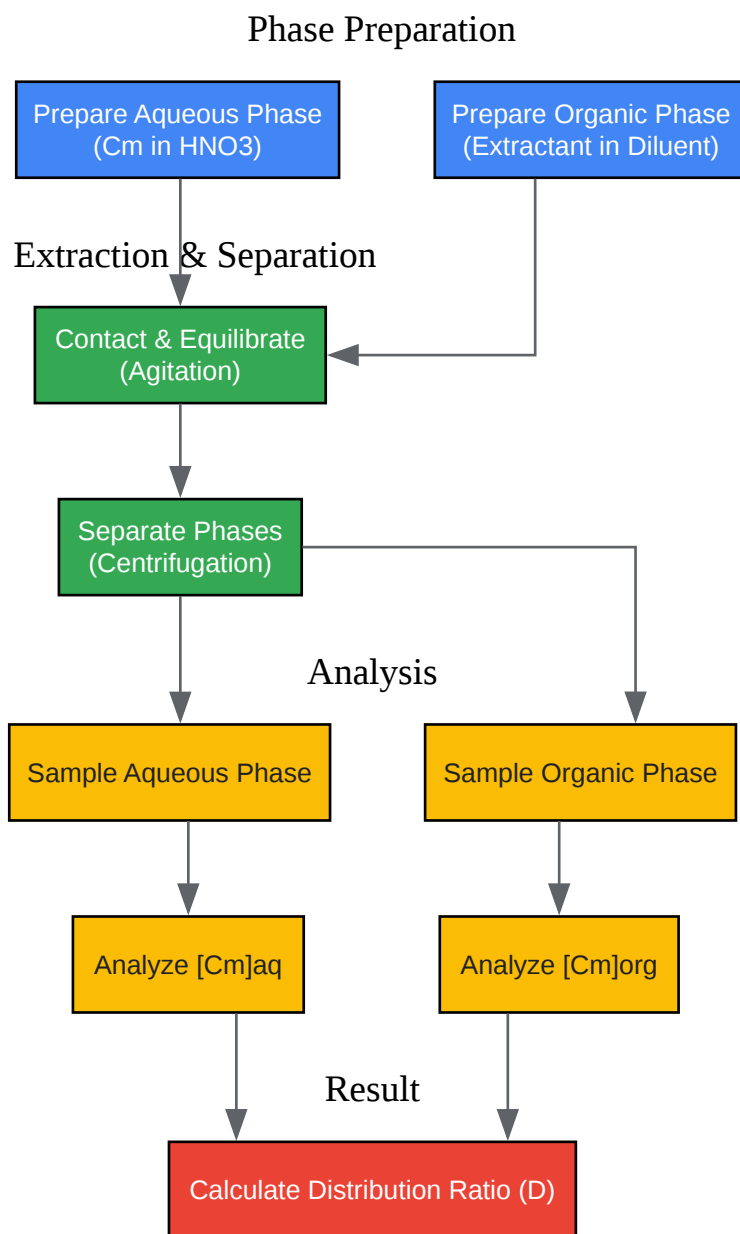 Phase Preparation
Prepare Aqueous Phase
(Cm in HNO3)
Prepare Organic Phase
(Extractant in Diluent)
Extraction & Separation
Contact & Equilibrate
(Agitation)
Separate Phases
(Centrifugation)
Analysis
Sample Aqueous Phase
Sample Organic Phase
Analyze [Cm]aq
Analyze [Cm]org
Result
Calculate Distribution Ratio (D)